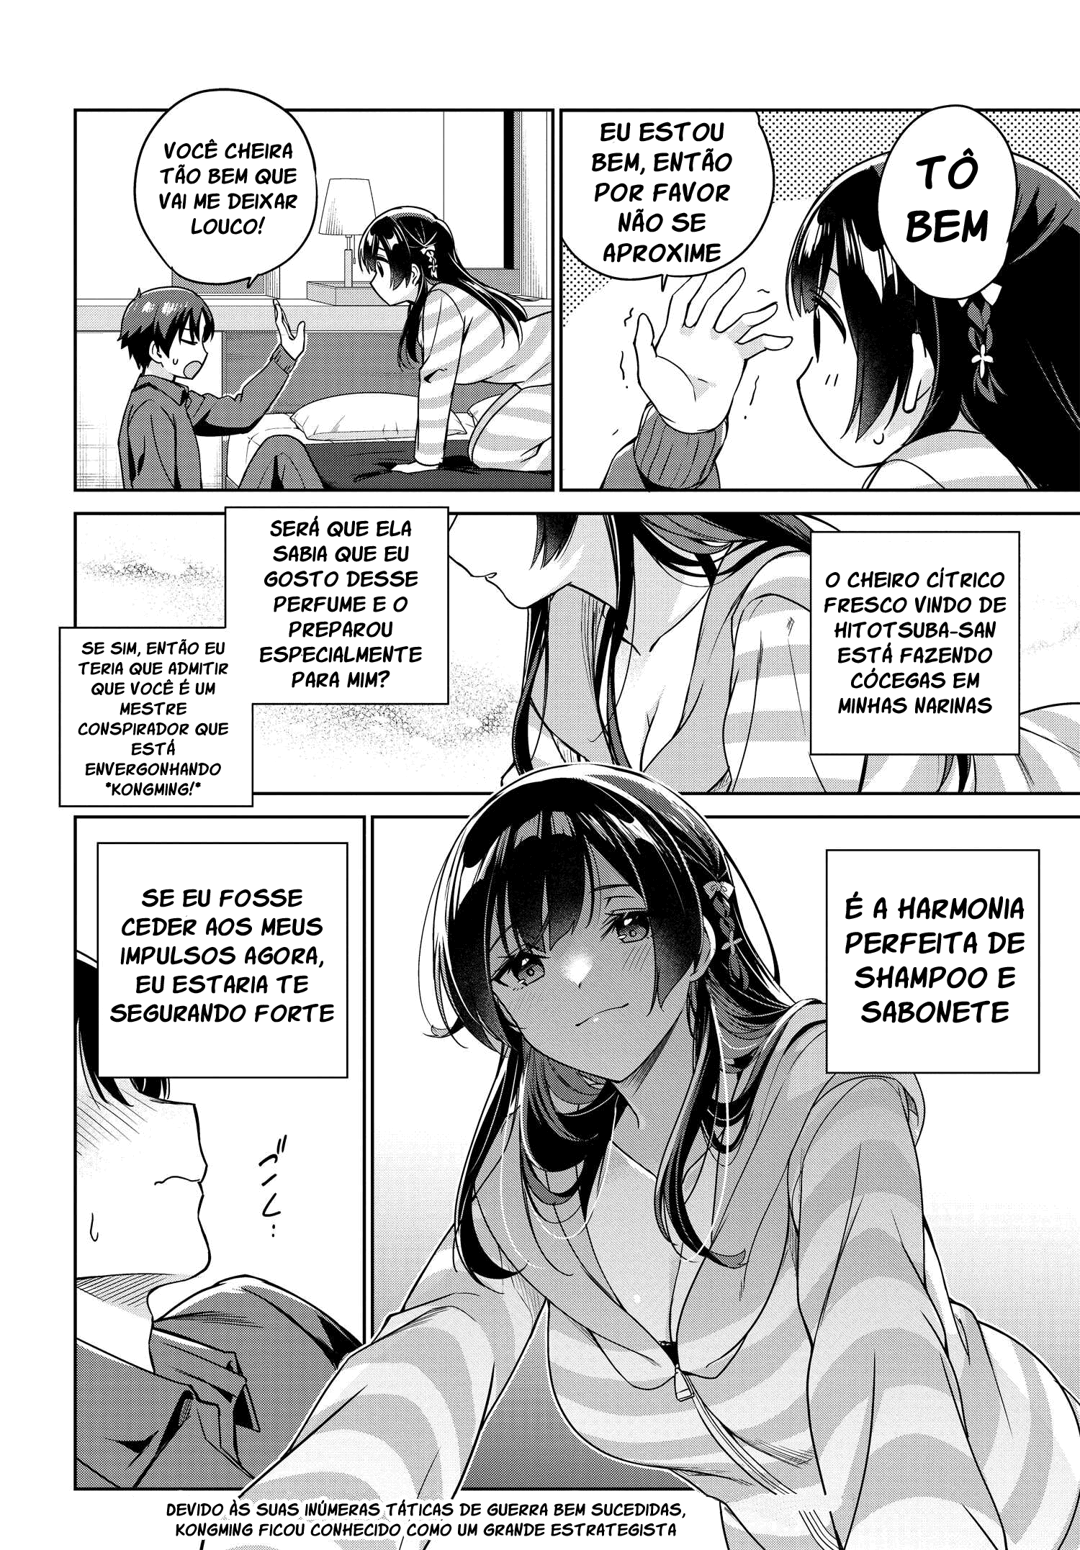 TÔ
BEM
EU ESTOU
BEM, ENTÃO
POR FAVOR
NÃO SE
APROXIME
VOCÊ CHEIRA
TÃO BEM QUE
VAI ME DEIXAR
LOUCO!
O CHEIRO CÍTRICO
FRESCO VINDO DE
HITOTSUBA-SAN
ESTÁ FAZENDO
CÓCEGAS EM
MINHAS NARINAS
SERÁ QUE ELA
SABIA QUE EU
GOSTO DESSE
PERFUME E O
PREPAROU
ESPECIALMENTE
PARA MIM?
SE SIM, ENTÃO EU
TERIA QUE ADMITIR
QUE VOCÊ É UM
MESTRE
CONSPIRADOR QUE
ESTÁ
ENVERGONHANDO
*KONGMING!*
É A HARMONIA
PERFEITA DE
SHAMPOO E
SABONETE
SE EU FOSSE
CEDER AOS MEUS
IMPULSOS AGORA,
EU ESTARIA TE
SEGURANDO FORTE
DEVIDO ÀS SUAS INÚMERAS TÁTICAS DE GUERRA BEM SUCEDIDAS,
KONGMING FICOU CONHECIDO COMO UM GRANDE ESTRATEGISTA